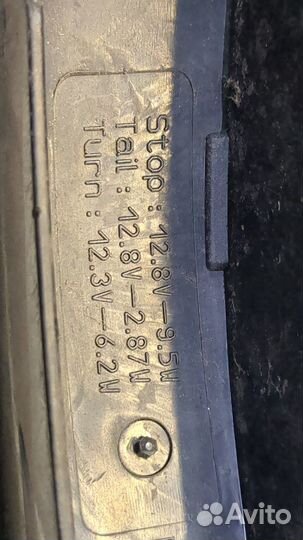 Stop : 12.8V-9.5W
Tail : 12.8V-2.87W
Turn : 12.3V-6.2W
Avito